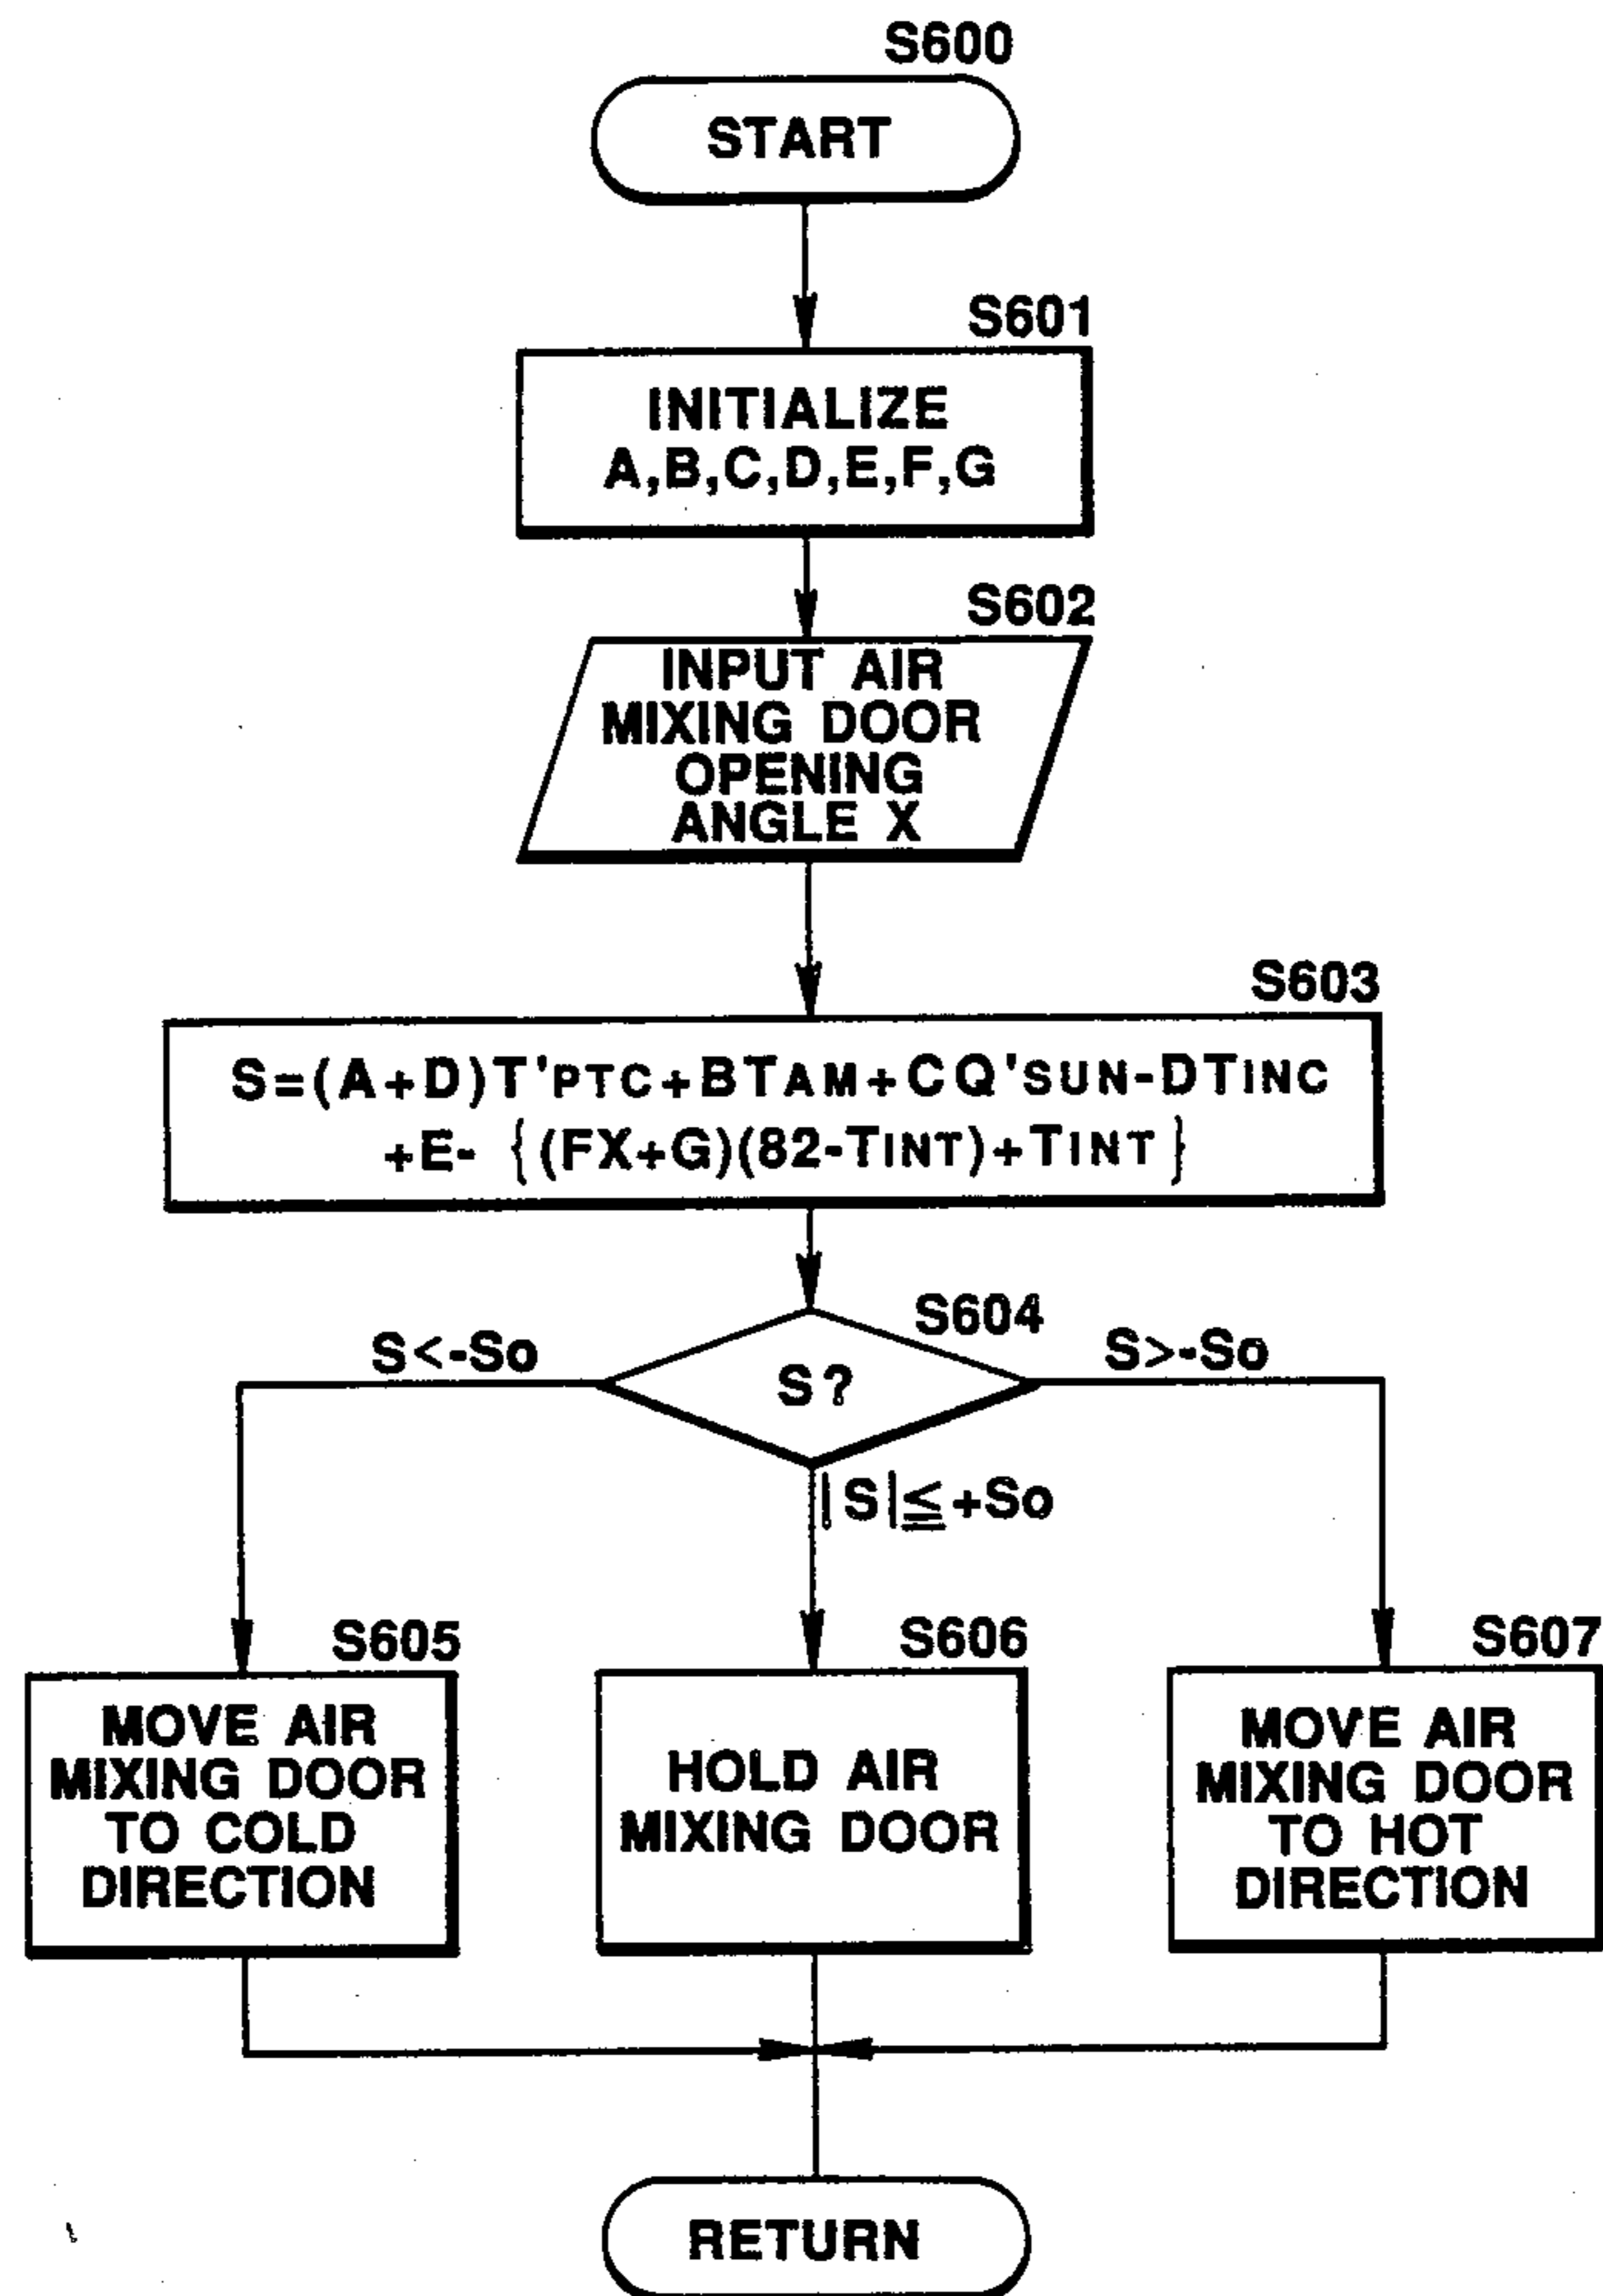 S600
START
S601
INITIALIZE
A,B,C,D,E,F,G
S602
INPUT AIR
MIXING DOOR
OPENING
ANGLE X
S603
S=(A+D)T'PTC+BTAM+CQ'SUN-DTINC
+E- {(FX+G)(82-TINT)+TINT}
S604
S<-So
S?
S>-So
|S|≦+So
S605
MOVE AIR
MIXING DOOR
TO COLD
DIRECTION
S606
HOLD AIR
MIXING DOOR
S607
MOVE AIR
MIXING DOOR
TO HOT
DIRECTION
RETURN